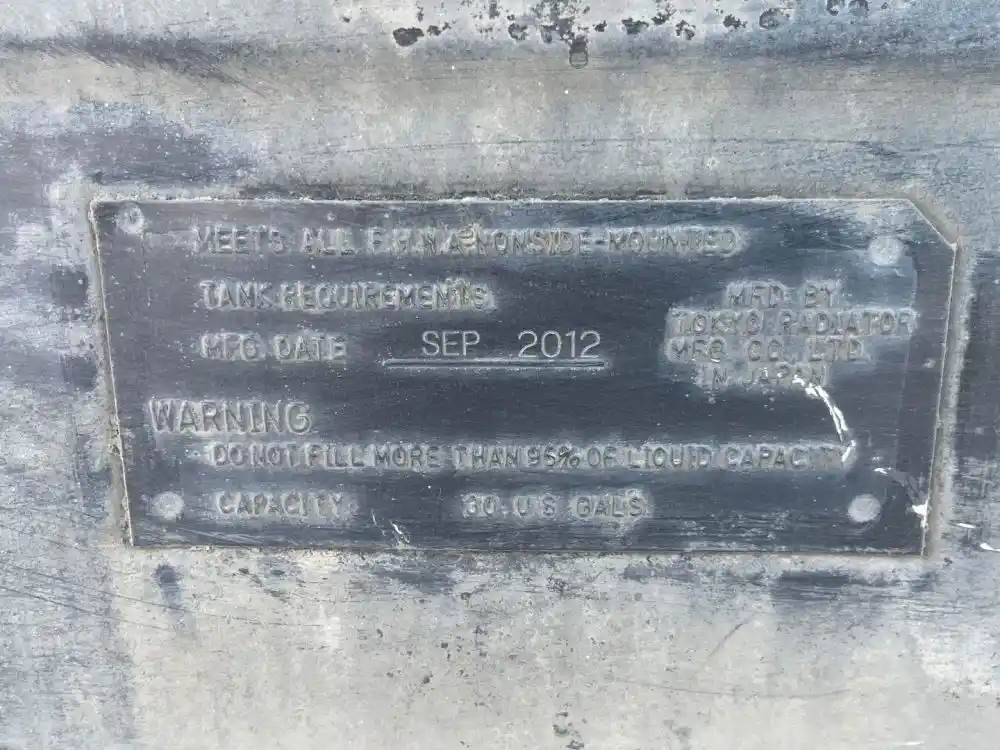 MEETS ALL F.H.W.A. NONSIDE-MOUNTED
TANK REQUIREMENTS
MFG. DATE SEP 2012
MFD. BY
TOKYO RADIATOR
MFG. CO., LTD.
IN JAPAN
WARNING
DO NOT FILL MORE THAN 95% OF LIQUID CAPACITY
CAPACITY 30 U S GALS